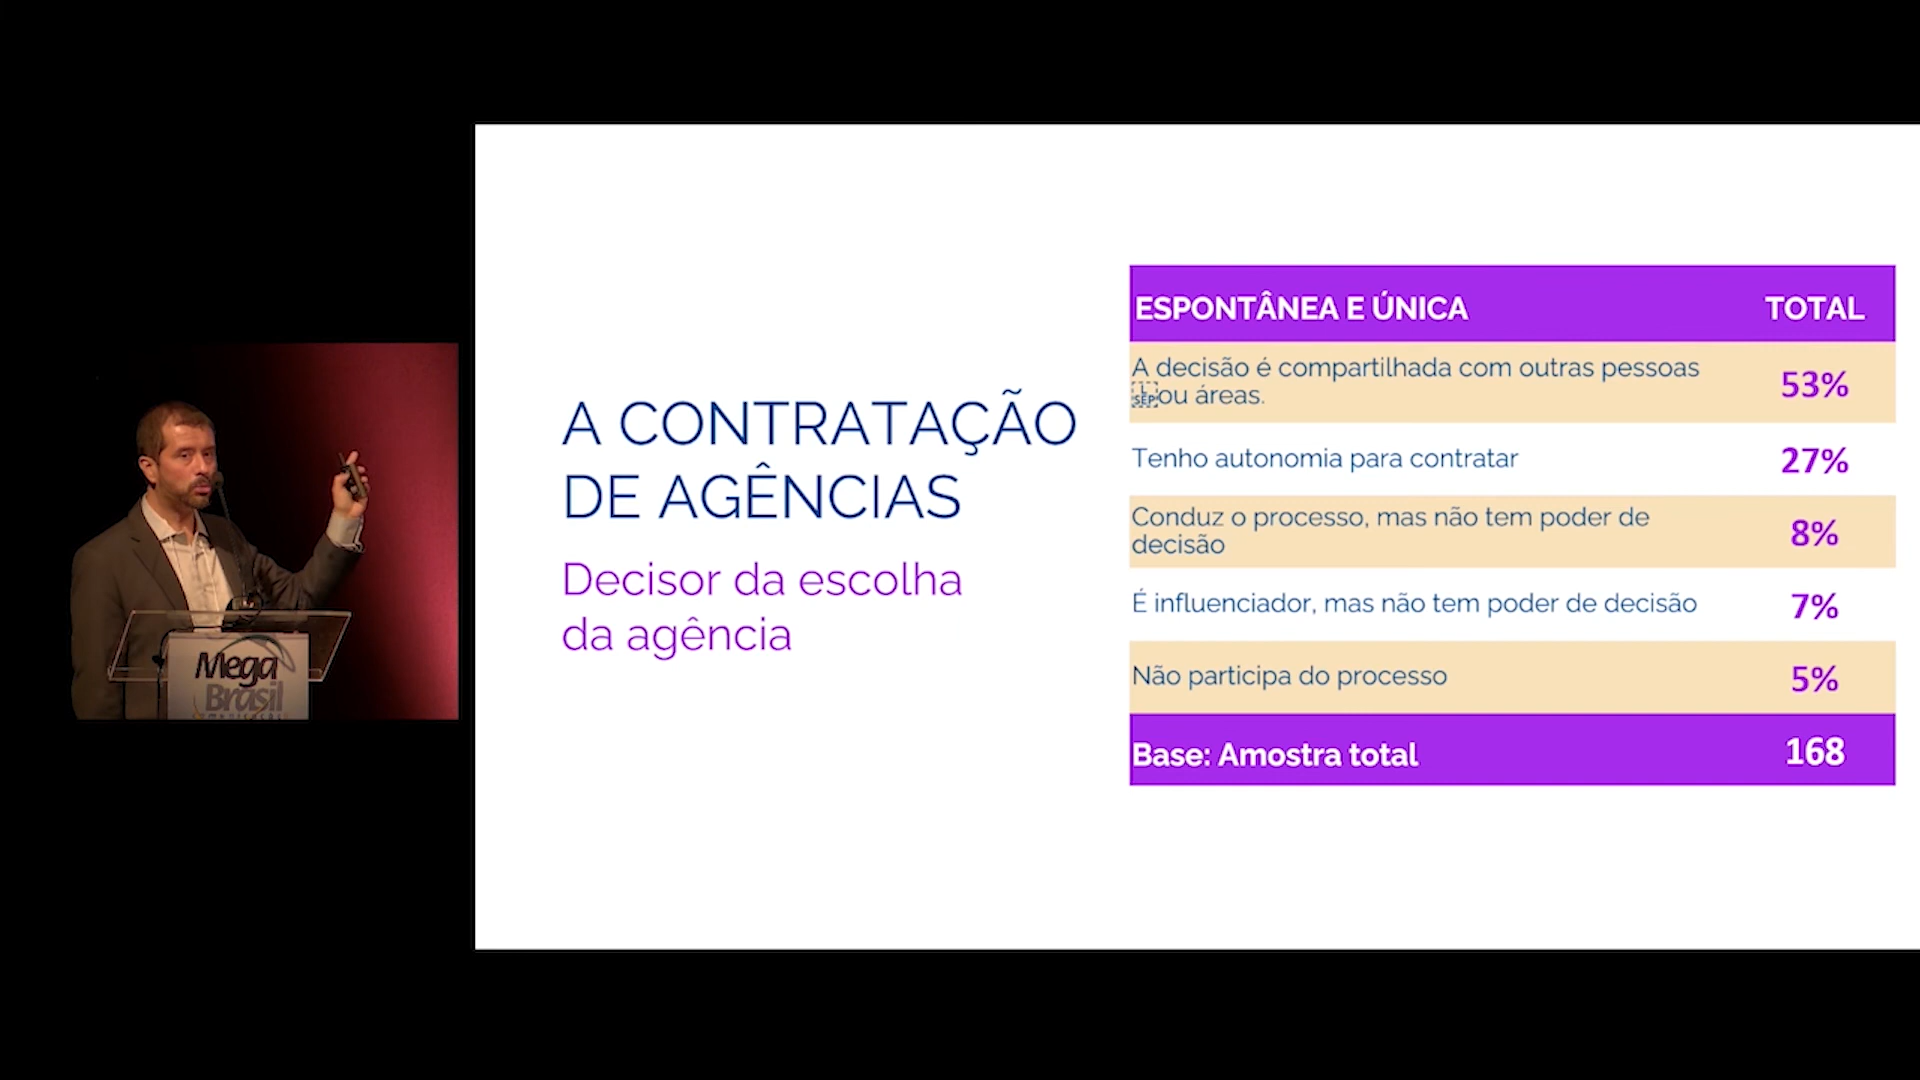 A CONTRATAÇÃO
DE AGÊNCIAS
Decisor da escolha
da agência
ESPONTÂNEA E ÚNICA TOTAL
A decisão é compartilhada com outras pessoas
ou áreas. 53%
Tenho autonomia para contratar 27%
Conduz o processo, mas não tem poder de
decisão 8%
É influenciador, mas não tem poder de decisão 7%
Não participa do processo 5%
Base: Amostra total 168
Mega
Brasil